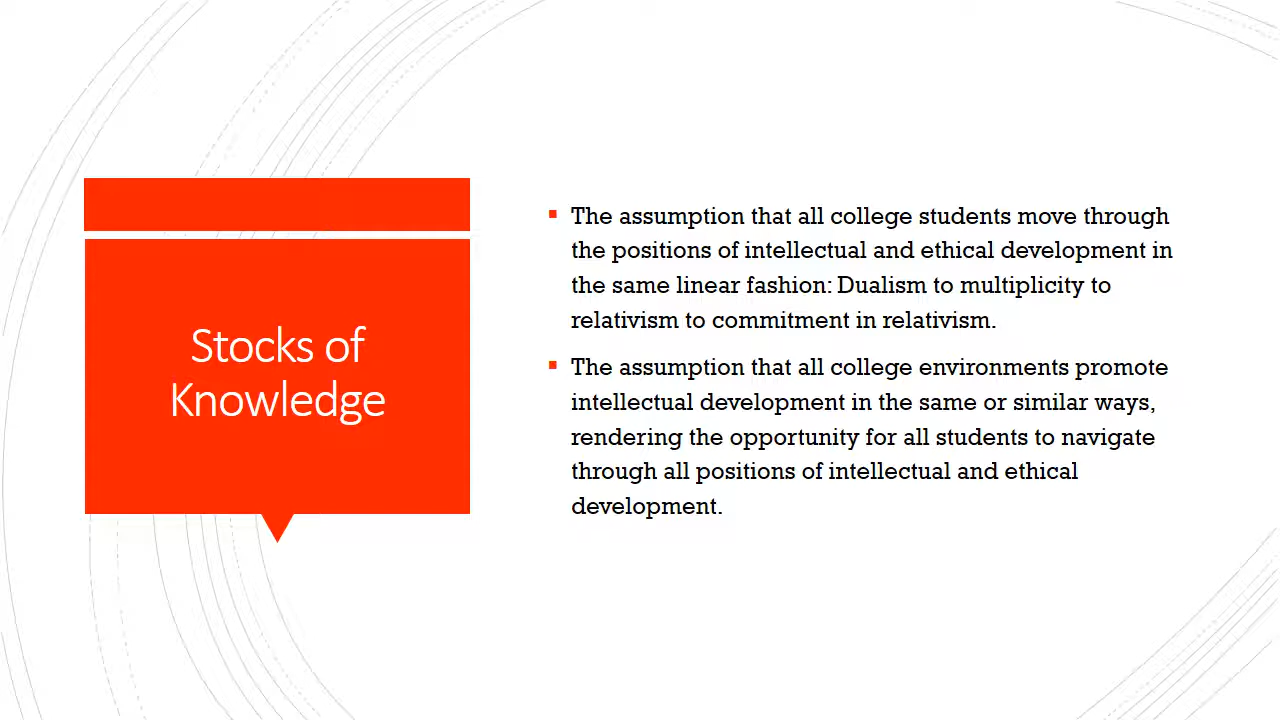 Stocks of
Knowledge
The assumption that all college students move through
the positions of intellectual and ethical development in
the same linear fashion: Dualism to multiplicity to
relativism to commitment in relativism.
The assumption that all college environments promote
intellectual development in the same or similar ways,
rendering the opportunity for all students to navigate
through all positions of intellectual and ethical
development.